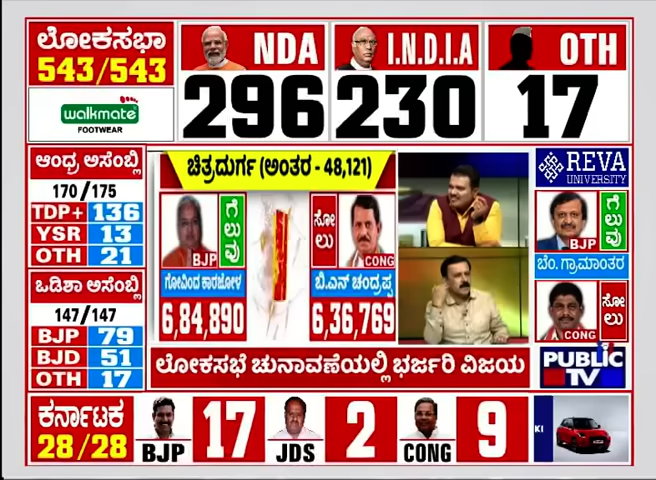 ಲೋಕಸಭಾ
543/543
NDA
296
I.N.D.I.A
230
OTH
17
walkmate
FOOTWEAR
ಆಂಧ್ರ ಅಸೆಂಬ್ಲಿ
170/175
TDP+ 136
YSR 13
OTH 21
ಒಡಿಶಾ ಅಸೆಂಬ್ಲಿ
147/147
BJP 79
BJD 51
OTH 17
ಚಿತ್ರದುರ್ಗ (ಅಂತರ - 48,121)
BJP
ಗೆಲುವು
ಗೋವಿಂದ ಕಾರಜೋಳ
6,84,890
ಸೋಲು
CONG
ಬಿ.ಎನ್ ಚಂದ್ರಪ್ಪ
6,36,769
ಲೋಕಸಭೆ ಚುನಾವಣೆಯಲ್ಲಿ ಭರ್ಜರಿ ವಿಜಯ
REVA
UNIVERSITY
BJP
ಗೆಲುವು
ಬೆಂ. ಗ್ರಾಮಾಂತರ
CONG
ಸೋಲು
PUBLIC
TV
ಕರ್ನಾಟಕ
28/28
BJP 17
JDS 2
CONG 9
KI